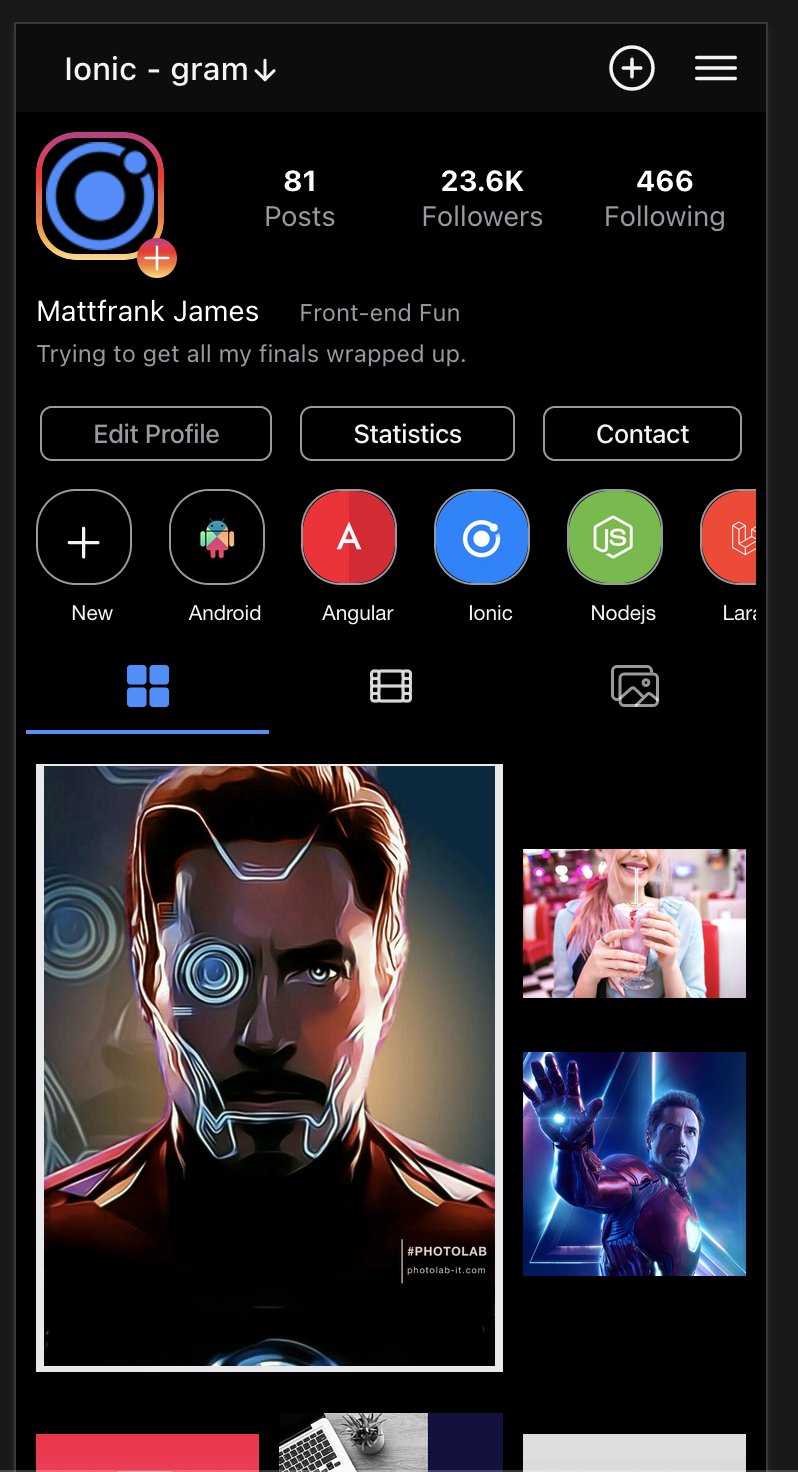 Ionic - gram
81 23.6K 466
Posts Followers Following
Mattfrank James Front-end Fun
Trying to get all my finals wrapped up.
Edit Profile Statistics Contact
A JS
New Android Angular Ionic Nodejs Lara
#PHOTOLAB
photolab-it.com